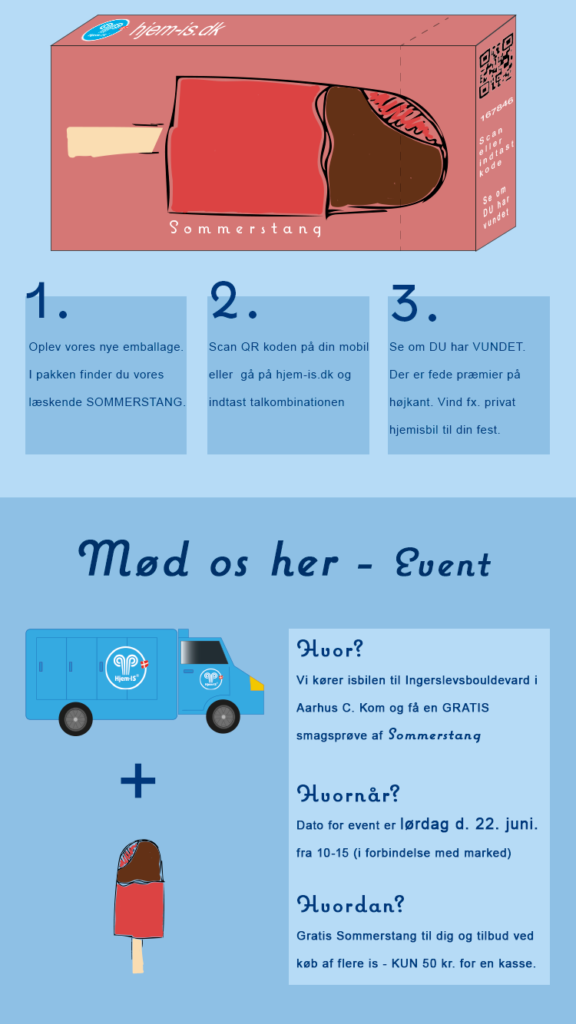 hjem-is.dk
167846
Scan
eller
indtast
kode
Se om
DU har
vundet
Sommerstang
1.
Oplev vores nye emballage.
I pakken finder du vores
læskende SOMMERSTANG.
2.
Scan QR koden på din mobil
eller gå på hjem-is.dk og
indtast talkombinationen
3.
Se om DU har VUNDET.
Der er fede præmier på
højkant. Vind fx. privat
hjemisbil til din fest.
Mød os her - Event
Hjem-IS
Hjem-IS
Hvor?
Vi kører isbilen til Ingerslevsbouldevard i
Aarhus C. Kom og få en GRATIS
smagsprøve af Sommerstang
+
Hvornår?
Dato for event er lørdag d. 22. juni.
fra 10-15 (i forbindelse med marked)
Hvordan?
Gratis Sommerstang til dig og tilbud ved
køb af flere is - KUN 50 kr. for en kasse.